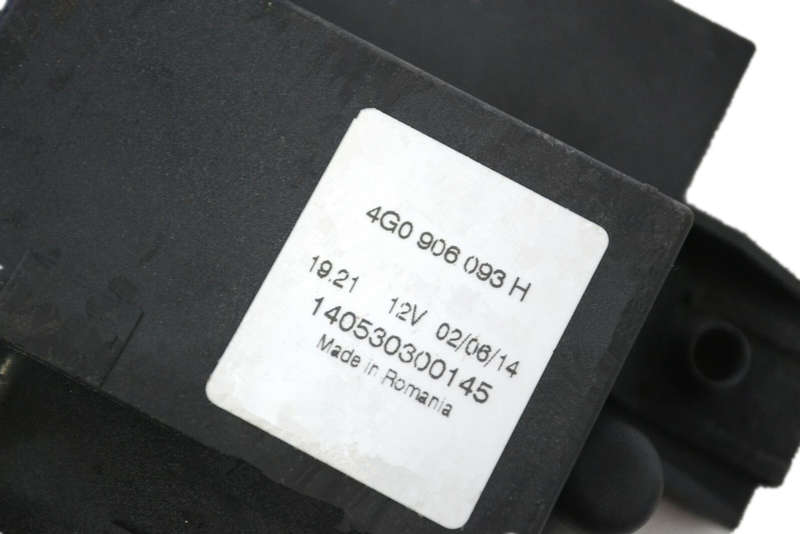 4G0 906 093 H
19.21 12V 02/06/14
140530300145
Made in Romania